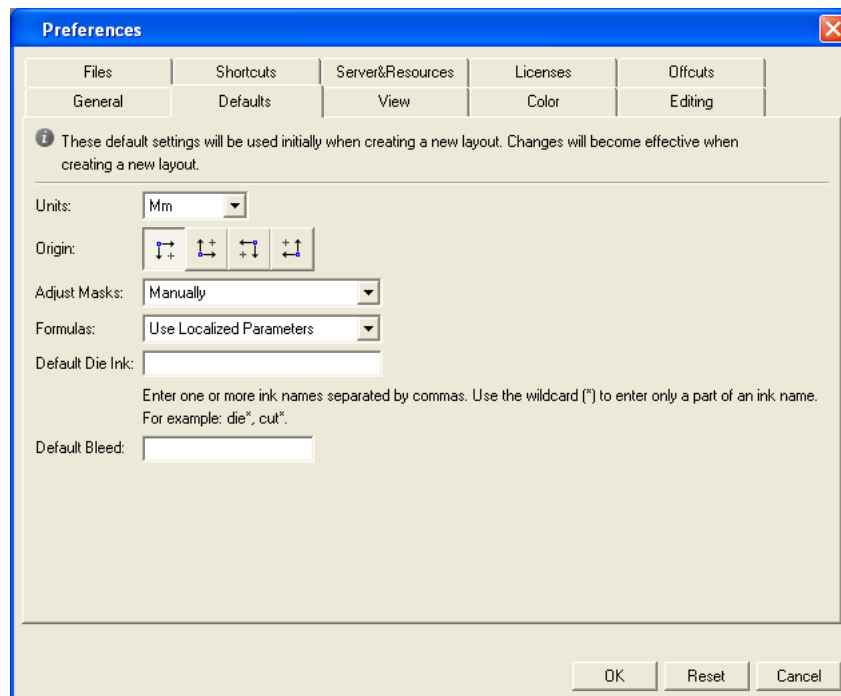 Preferences
Files Shortcuts Server&Resources Licenses Offcuts
General Defaults View Color Editing
These default settings will be used initially when creating a new layout. Changes will become effective when
creating a new layout.
Units: Mm
Origin:
Adjust Masks: Manually
Formulas: Use Localized Parameters
Default Die Ink:
Enter one or more ink names separated by commas. Use the wildcard (*) to enter only a part of an ink name.
For example: die*, cut*.
Default Bleed:
OK Reset Cancel